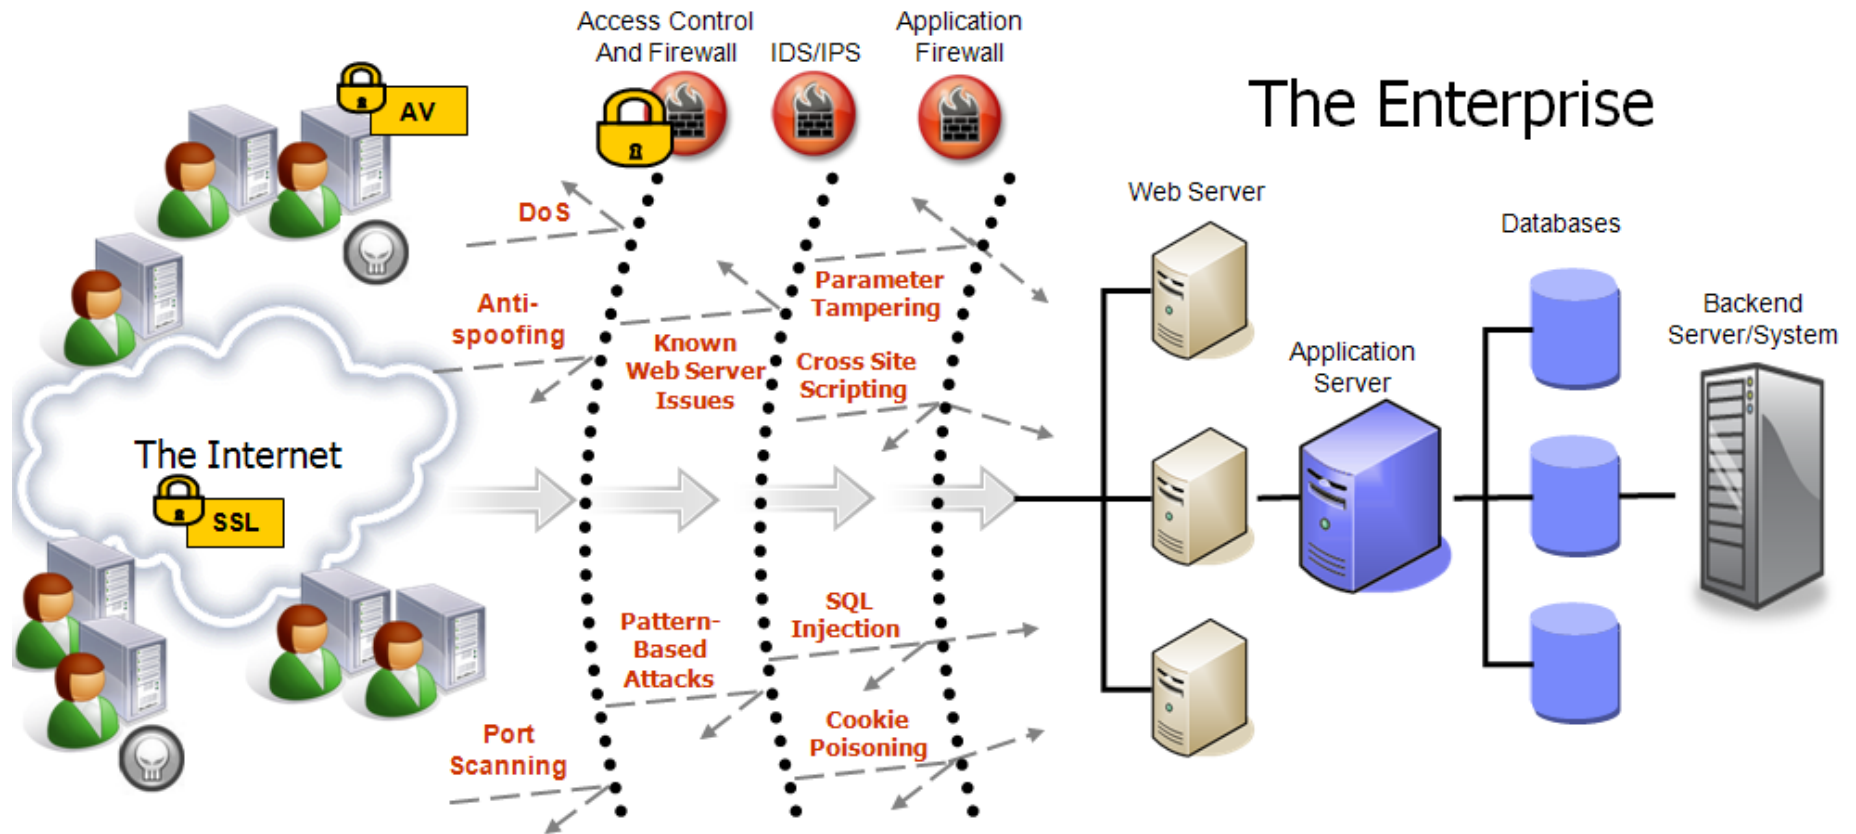 Access Control
And Firewall
IDS/IPS
Application
Firewall
The Enterprise
AV
DoS
Anti-
spoofing
Known
Web Server
Issues
Parameter
Tampering
Cross Site
Scripting
The Internet
SSL
Pattern-
Based
Attacks
SQL
Injection
Port
Scanning
Cookie
Poisoning
Web Server
Application
Server
Databases
Backend
Server/System